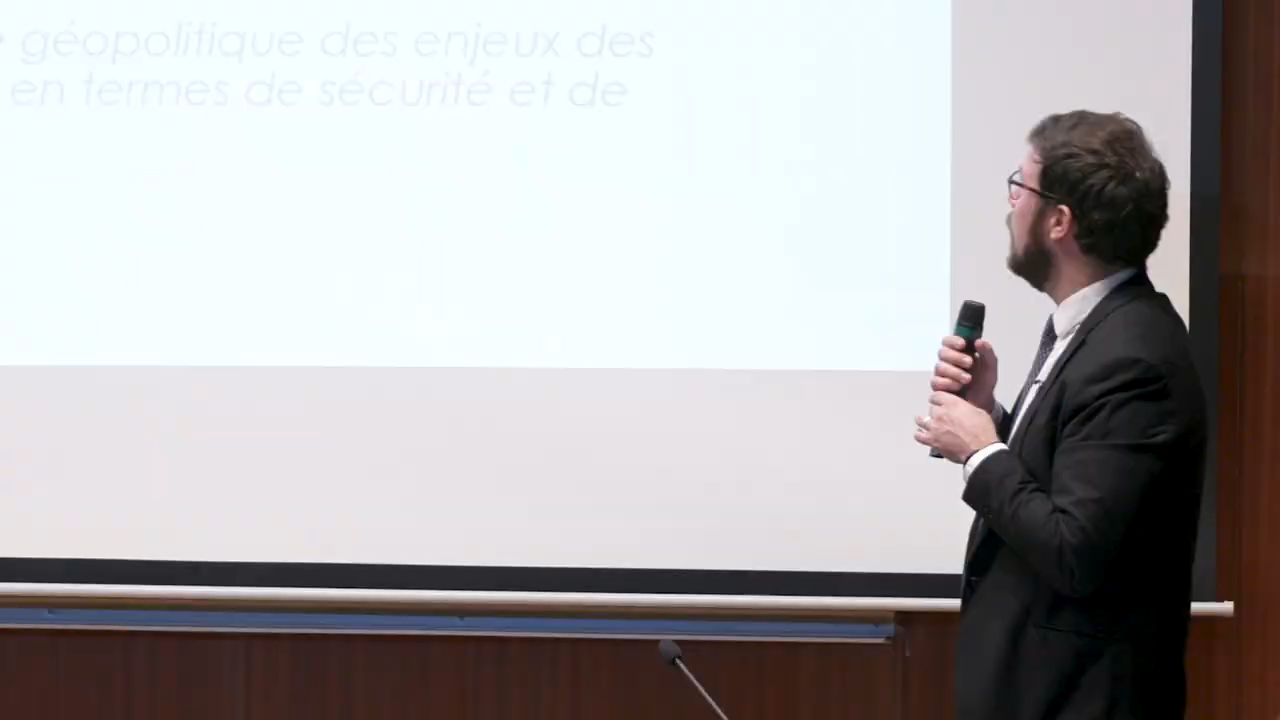 géopolitique des enjeux des
en termes de sécurité et de